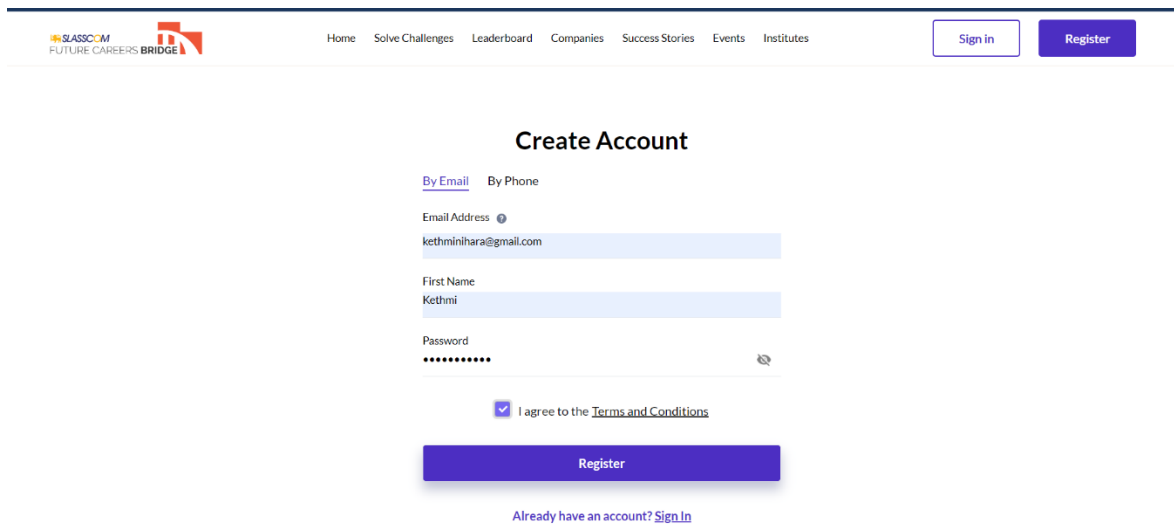 SLASSCOM
FUTURE CAREERS BRIDGE
Home Solve Challenges Leaderboard Companies Success Stories Events Institutes
Sign in Register
Create Account
By Email By Phone
Email Address ?
kethminihara@gmail.com
First Name
Kethmi
Password
•••••••••••
I agree to the Terms and Conditions
Register
Already have an account? Sign In